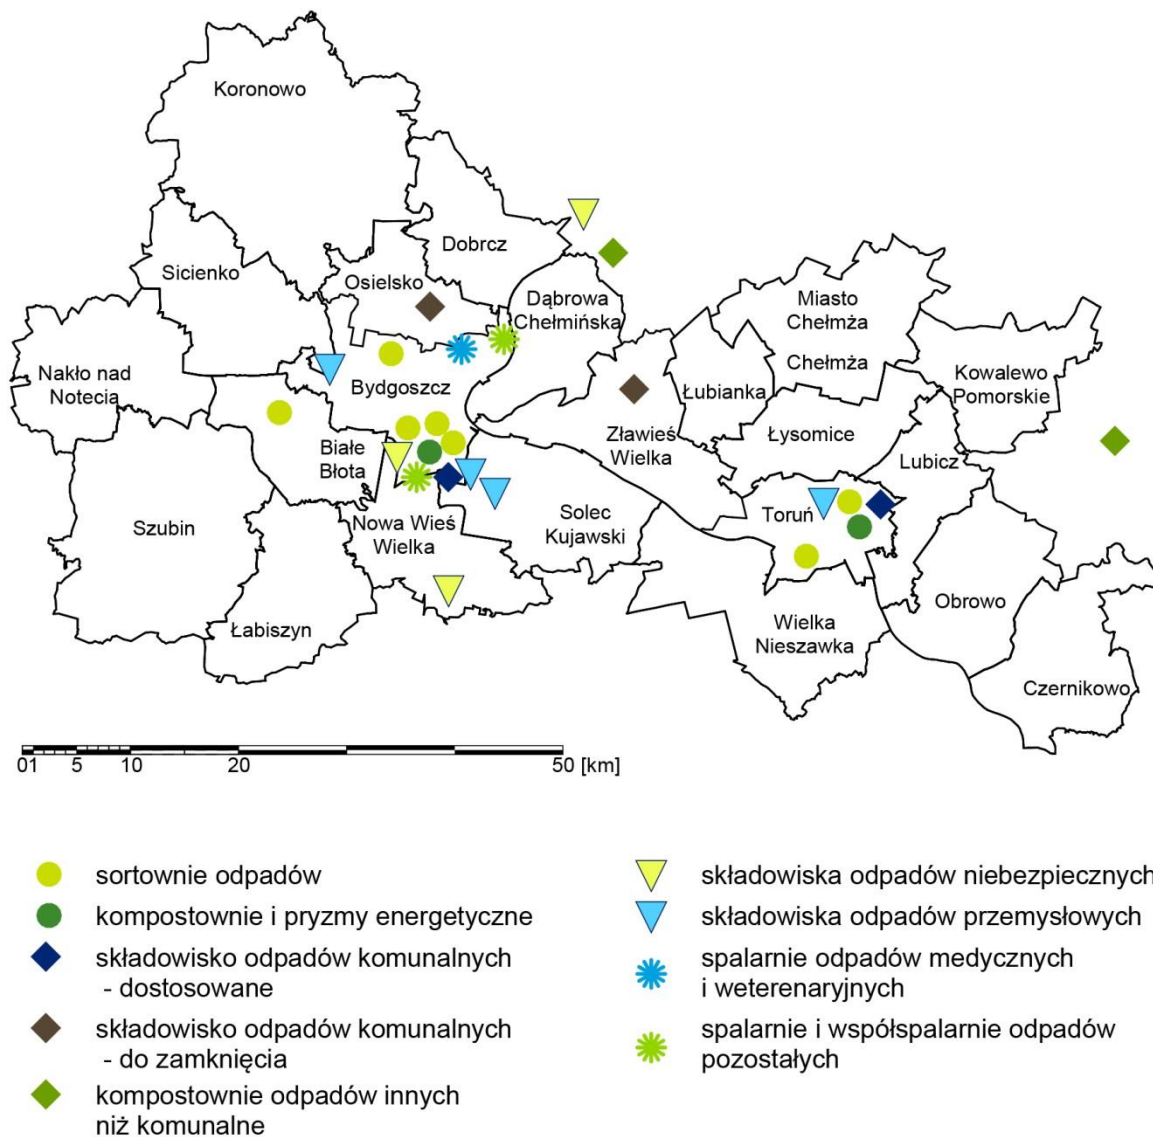 Koronowo
Dobrcz
Sicienko
Osielsko
Dąbrowa
Chełmińska
Miasto
Chełmża
Chełmża
Nakło nad
Notecią
Bydgoszcz
Łubianka
Kowalewo
Pomorskie
Białe
Błota
Zławieś
Wielka
Łysomice
Lubicz
Szubin
Nowa Wieś
Wielka
Solec
Kujawski
Toruń
Łabiszyn
Wielka
Nieszawka
Obrowo
Czernikowo
01 5 10 20 50 [km]
sortownie odpadów
kompostownie i pryzmy energetyczne
składowisko odpadów komunalnych
- dostosowane
składowisko odpadów komunalnych
- do zamknięcia
kompostownie odpadów innych
niż komunalne
składowiska odpadów niebezpiecznych
składowiska odpadów przemysłowych
spalarnie odpadów medycznych
i weterenaryjnych
spalarnie i współspalarnie odpadów
pozostałych